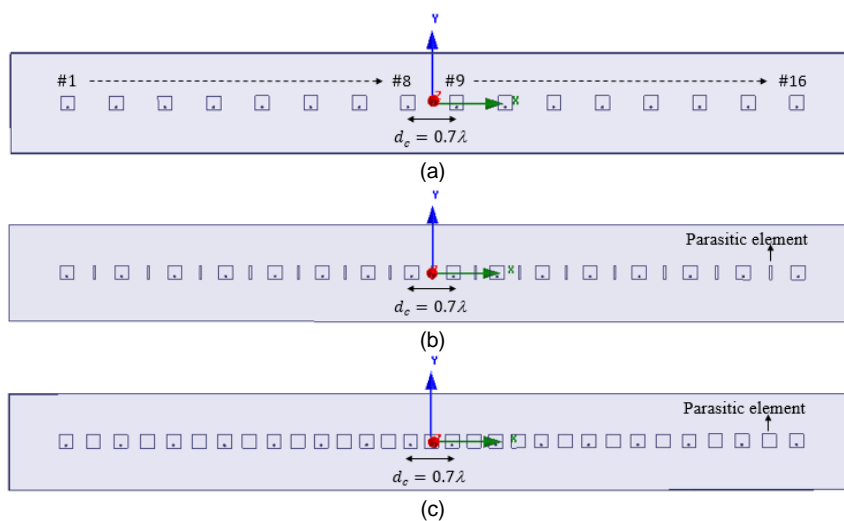 Y
#1 #8 #9 #16
Z X
d_c = 0.7λ
(a)
Y
Parasitic element
Z X
d_c = 0.7λ
(b)
Y
Parasitic element
Z X
d_c = 0.7λ
(c)